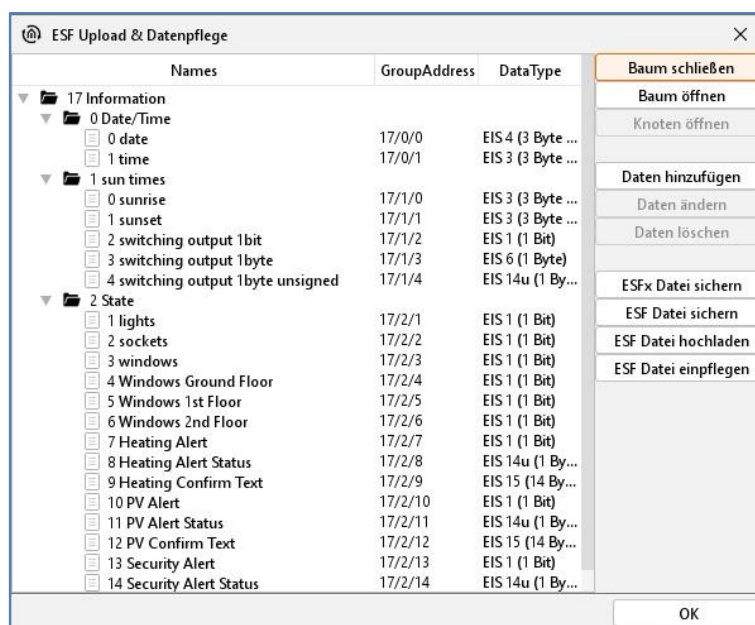 ESF Upload & Datenpflege
Names GroupAddress DataType
17 Information
0 Date/Time
0 date 17/0/0 EIS 4 (3 Byte ...
1 time 17/0/1 EIS 3 (3 Byte ...
1 sun times
0 sunrise 17/1/0 EIS 3 (3 Byte ...
1 sunset 17/1/1 EIS 3 (3 Byte ...
2 switching output 1bit 17/1/2 EIS 1 (1 Bit)
3 switching output 1byte 17/1/3 EIS 6 (1 Byte)
4 switching output 1byte unsigned 17/1/4 EIS 14u (1 By...
2 State
1 lights 17/2/1 EIS 1 (1 Bit)
2 sockets 17/2/2 EIS 1 (1 Bit)
3 windows 17/2/3 EIS 1 (1 Bit)
4 Windows Ground Floor 17/2/4 EIS 1 (1 Bit)
5 Windows 1st Floor 17/2/5 EIS 1 (1 Bit)
6 Windows 2nd Floor 17/2/6 EIS 1 (1 Bit)
7 Heating Alert 17/2/7 EIS 1 (1 Bit)
8 Heating Alert Status 17/2/8 EIS 14u (1 By...
9 Heating Confirm Text 17/2/9 EIS 15 (14 By...
10 PV Alert 17/2/10 EIS 1 (1 Bit)
11 PV Alert Status 17/2/11 EIS 14u (1 By...
12 PV Confirm Text 17/2/12 EIS 15 (14 By...
13 Security Alert 17/2/13 EIS 1 (1 Bit)
14 Security Alert Status 17/2/14 EIS 14u (1 By...
Baum schließen
Baum öffnen
Knoten öffnen
Daten hinzufügen
Daten ändern
Daten löschen
ESFx Datei sichern
ESF Datei sichern
ESF Datei hochladen
ESF Datei einpflegen
OK